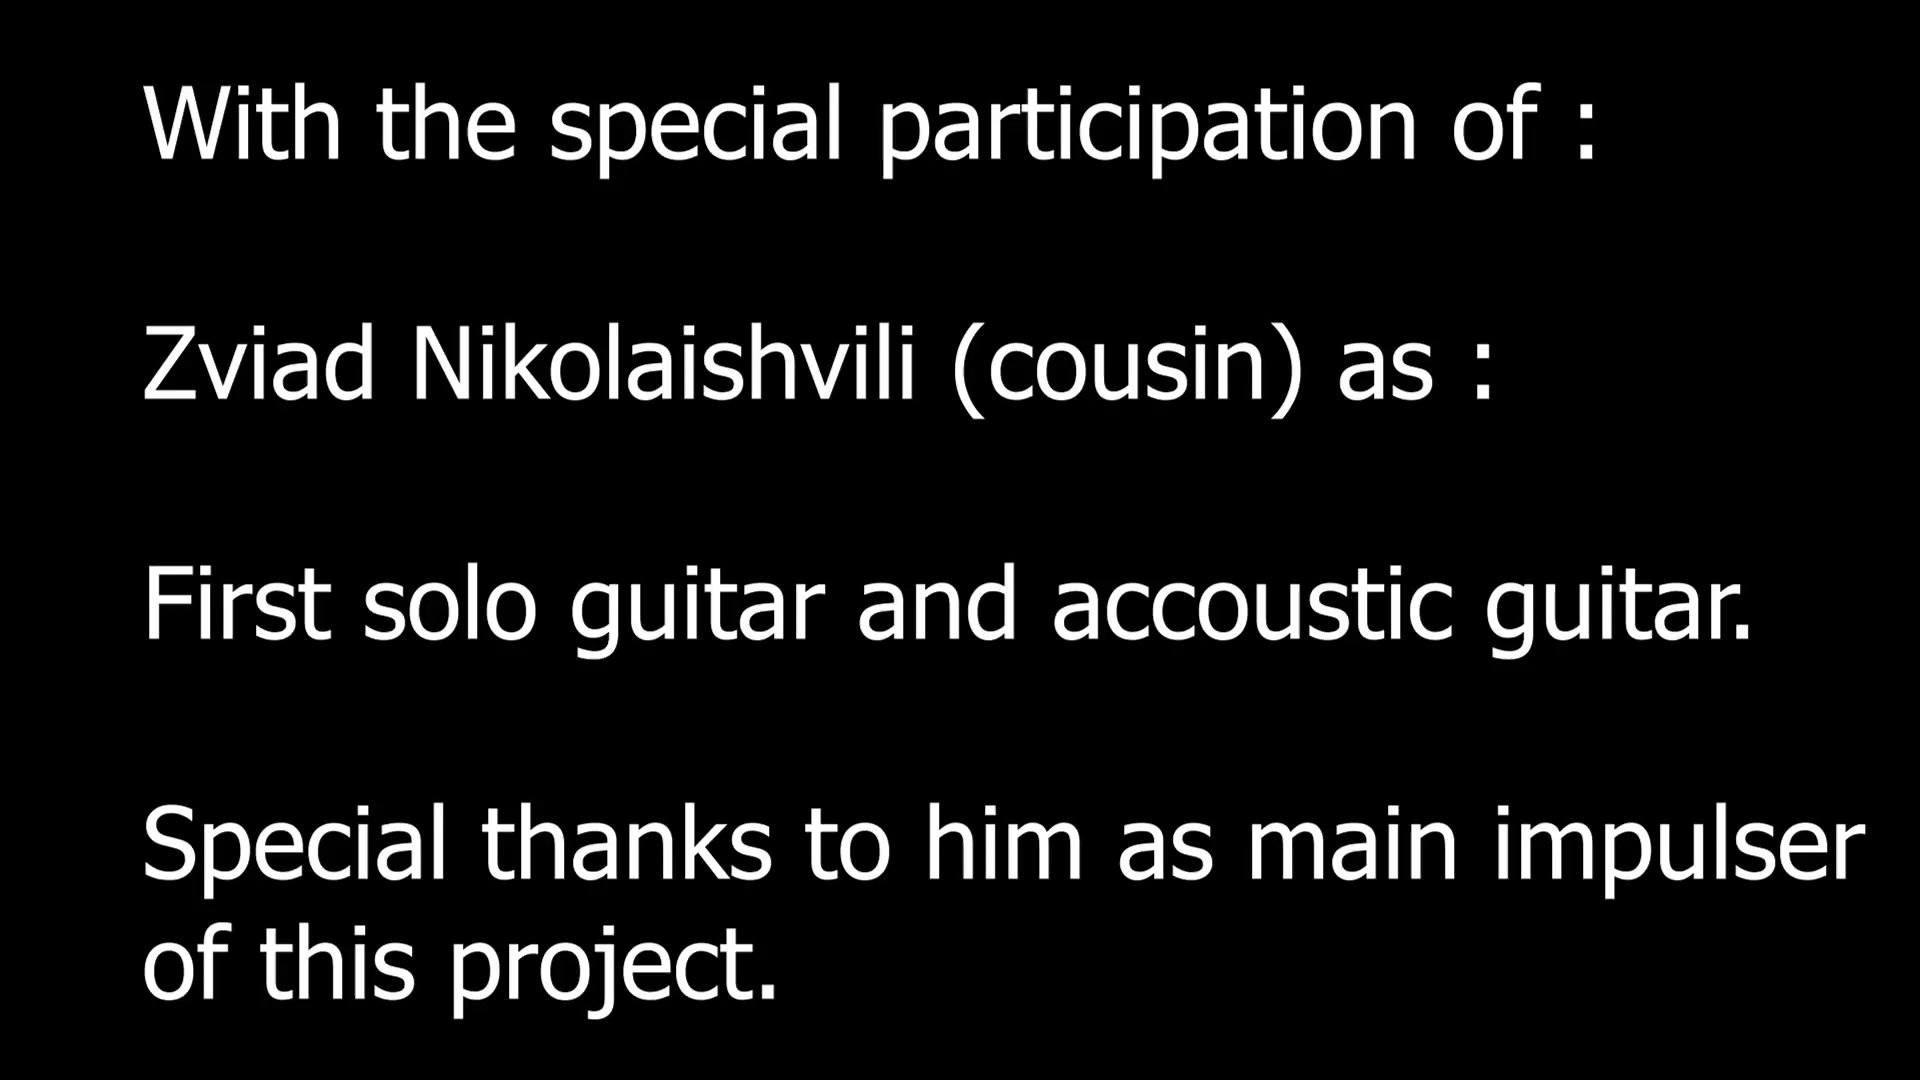 With the special participation of :
Zviad Nikolaishvili (cousin) as :
First solo guitar and accoustic guitar.
Special thanks to him as main impulser
of this project.